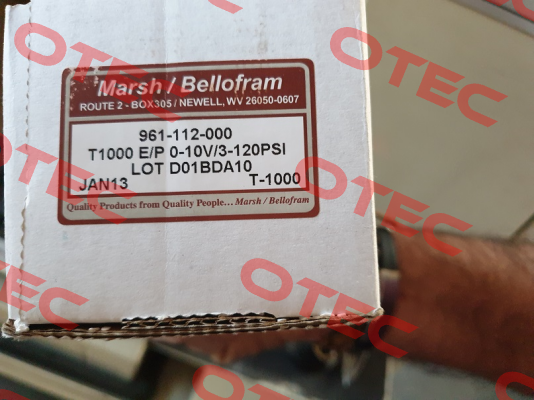 Marsh / Bellofram
ROUTE 2 - BOX305 / NEWELL, WV 26050-0607
961-112-000
T1000 E/P 0-10V/3-120PSI
LOT D01BDA10
JAN13 T-1000
Quality Products from Quality People... Marsh / Bellofram
OTEC
OTEC
OTEC
OTEC
OTEC
OTEC
OTEC